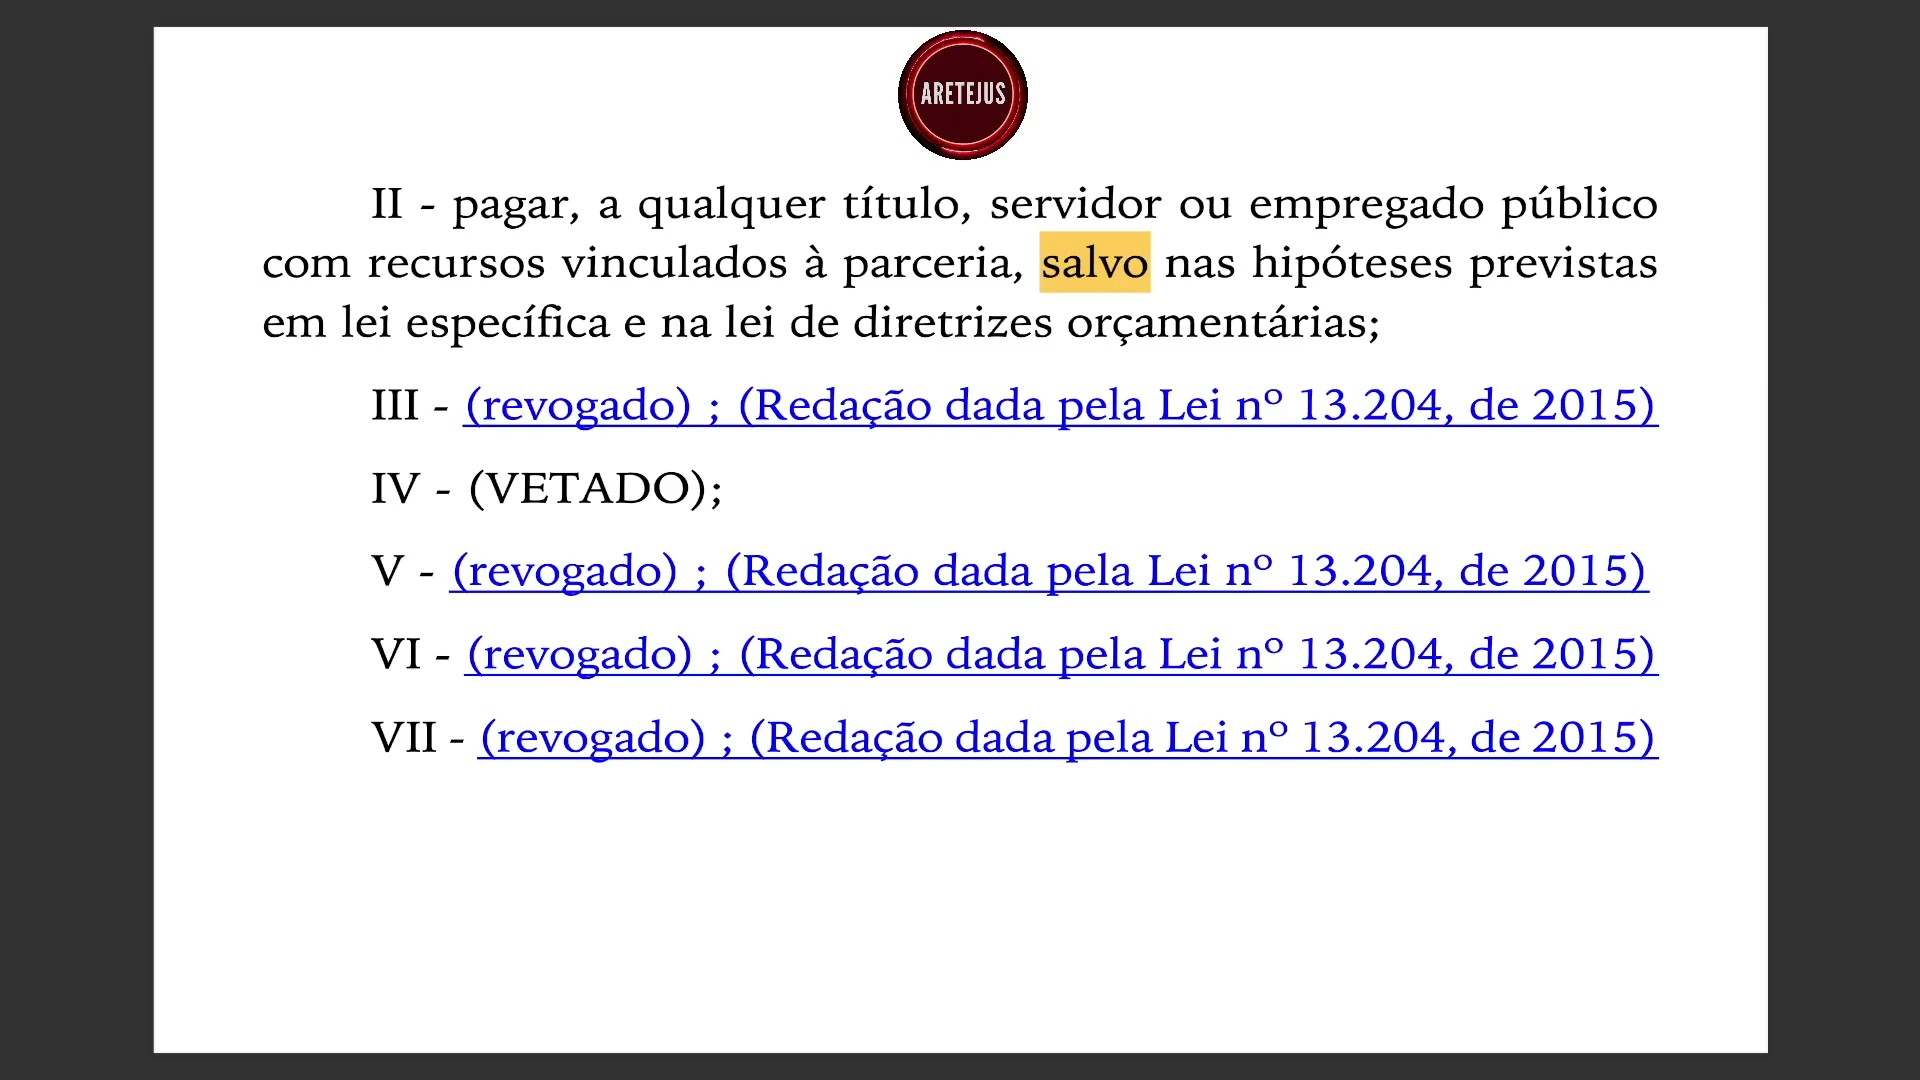 ARETEJUS
II - pagar, a qualquer título, servidor ou empregado público
com recursos vinculados à parceria, salvo nas hipóteses previstas
em lei específica e na lei de diretrizes orçamentárias;
III - (revogado) ; (Redação dada pela Lei nº 13.204, de 2015)
IV - (VETADO);
V - (revogado) ; (Redação dada pela Lei nº 13.204, de 2015)
VI - (revogado) ; (Redação dada pela Lei nº 13.204, de 2015)
VII - (revogado) ; (Redação dada pela Lei nº 13.204, de 2015)